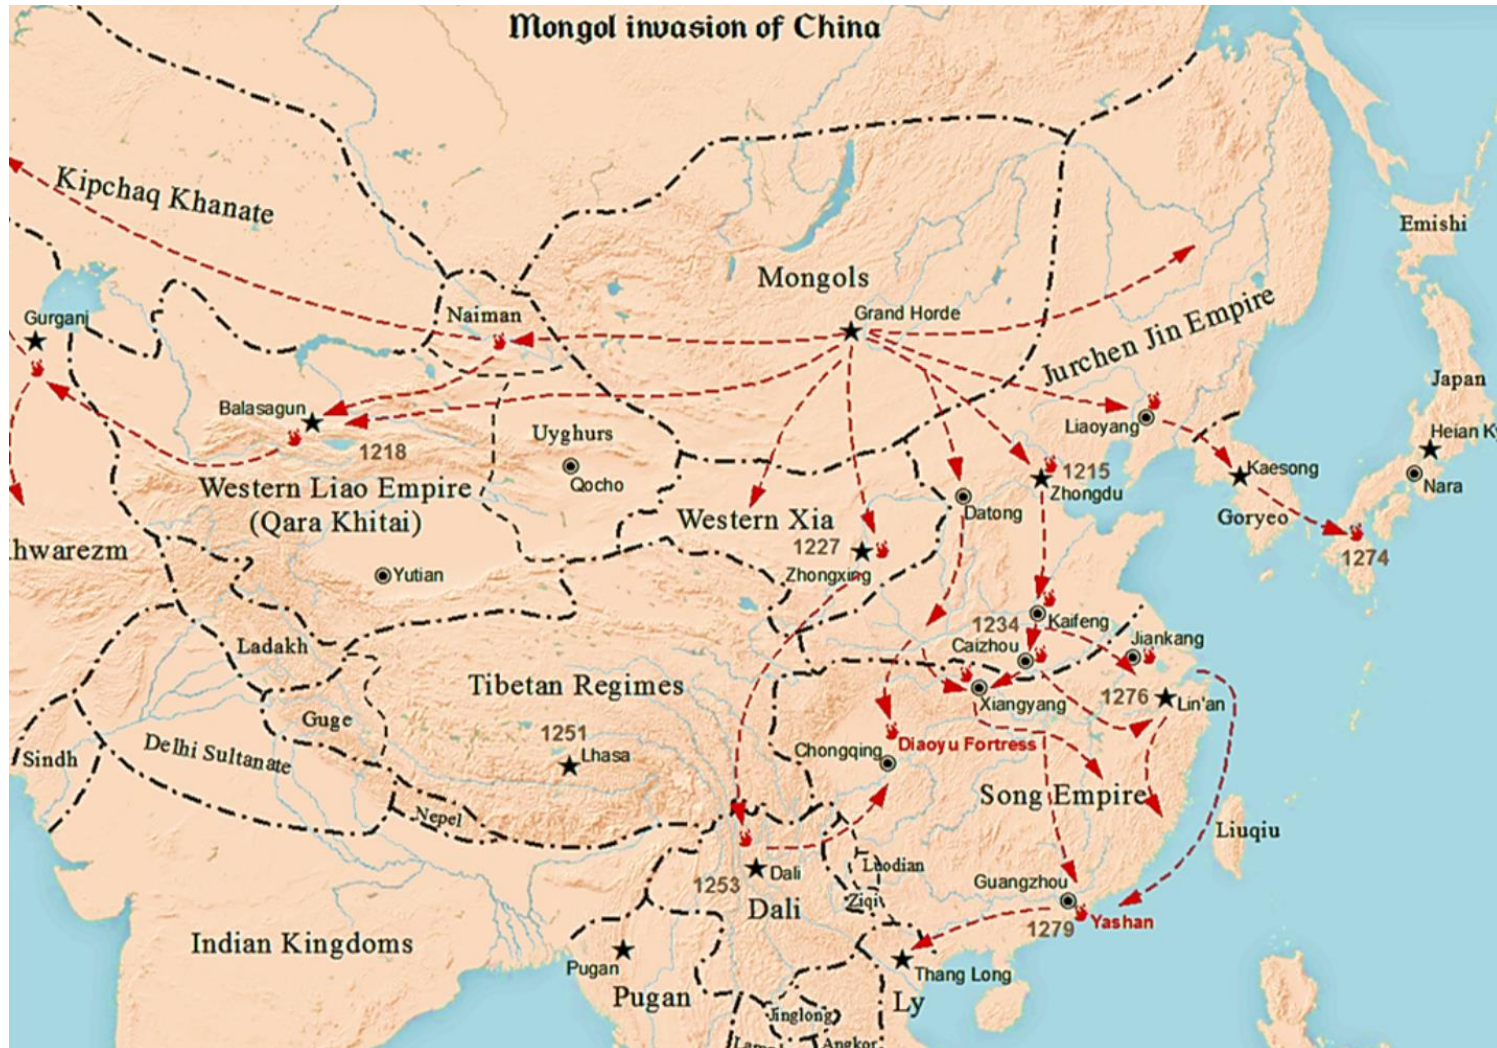 Mongol invasion of China
Kipchaq Khanate
Emishi
Mongols
Naiman
Grand Horde
Gurganj
Jurchen Jin Empire
Japan
Balasagun
Liaoyang
Heian K
1218
Uyghurs
Qocho
1215
Zhongdu
Kaesong
Nara
Western Liao Empire
(Qara Khitai)
Western Xia
Datong
Goryeo
hwarezm
1227
Zhongxing
1274
Yutian
1234
Kaifeng
Caizhou
Jiankang
Ladakh
Tibetan Regimes
Xiangyang
1276
Lin'an
Guge
1251
Lhasa
Sindh
Delhi Sultanate
Chongqing
Diaoyu Fortress
Song Empire
Nepel
Liuqiu
Luodian
1253
Dali
Guangzhou
Ziqi
Dali
1279
Yashan
Indian Kingdoms
Pugan
Thang Long
Pugan
Ly
Jinglong
Angkor